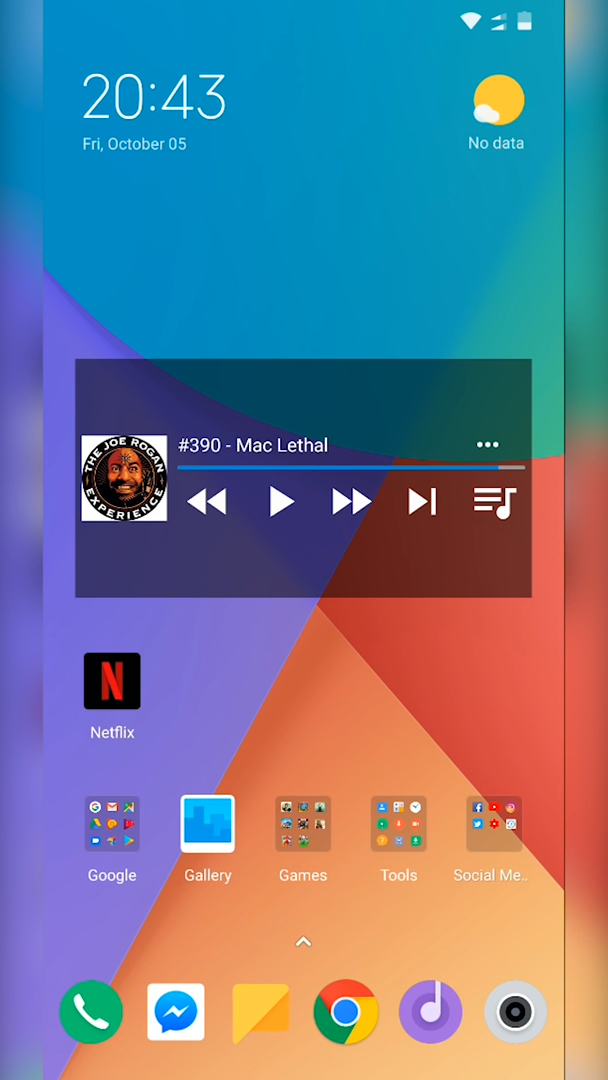 20:43
Fri, October 05
No data
THE JOE ROGAN
EXPERIENCE
#390 - Mac Lethal
N
Netflix
Google
Gallery
Games
Tools
Social Me..